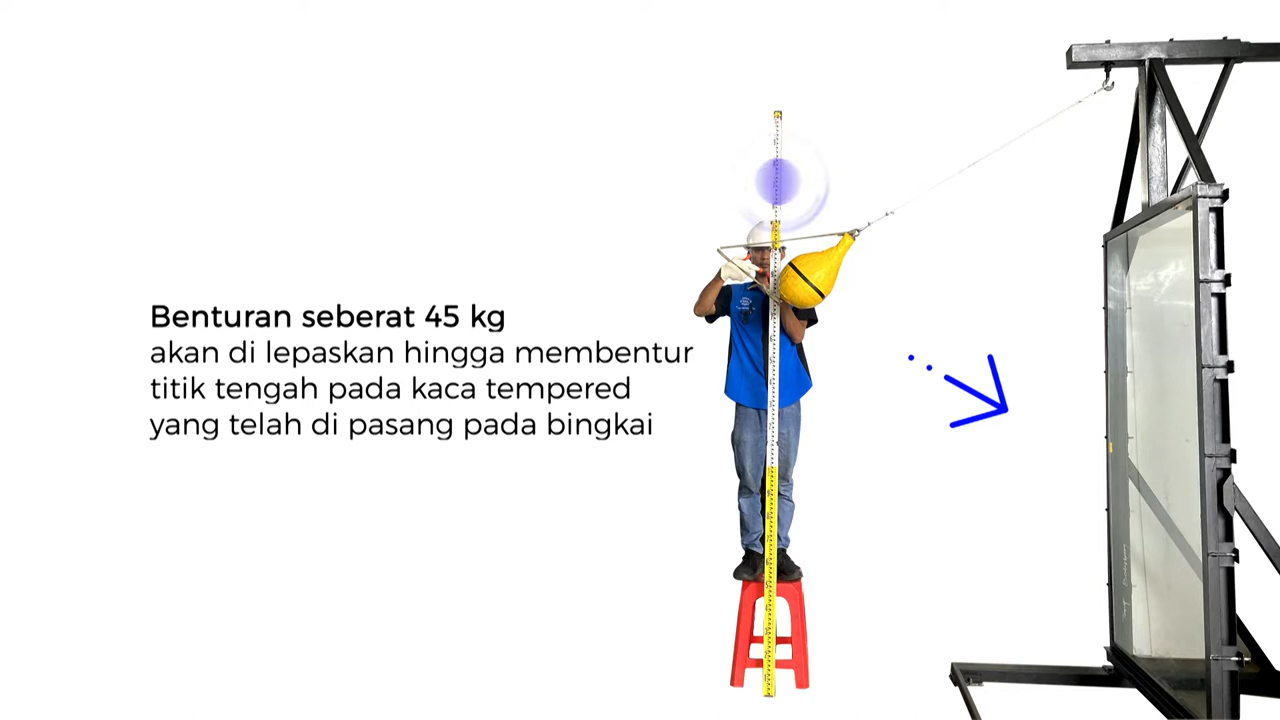 Benturan seberat 45 kg
akan di lepaskan hingga membentur
titik tengah pada kaca tempered
yang telah di pasang pada bingkai